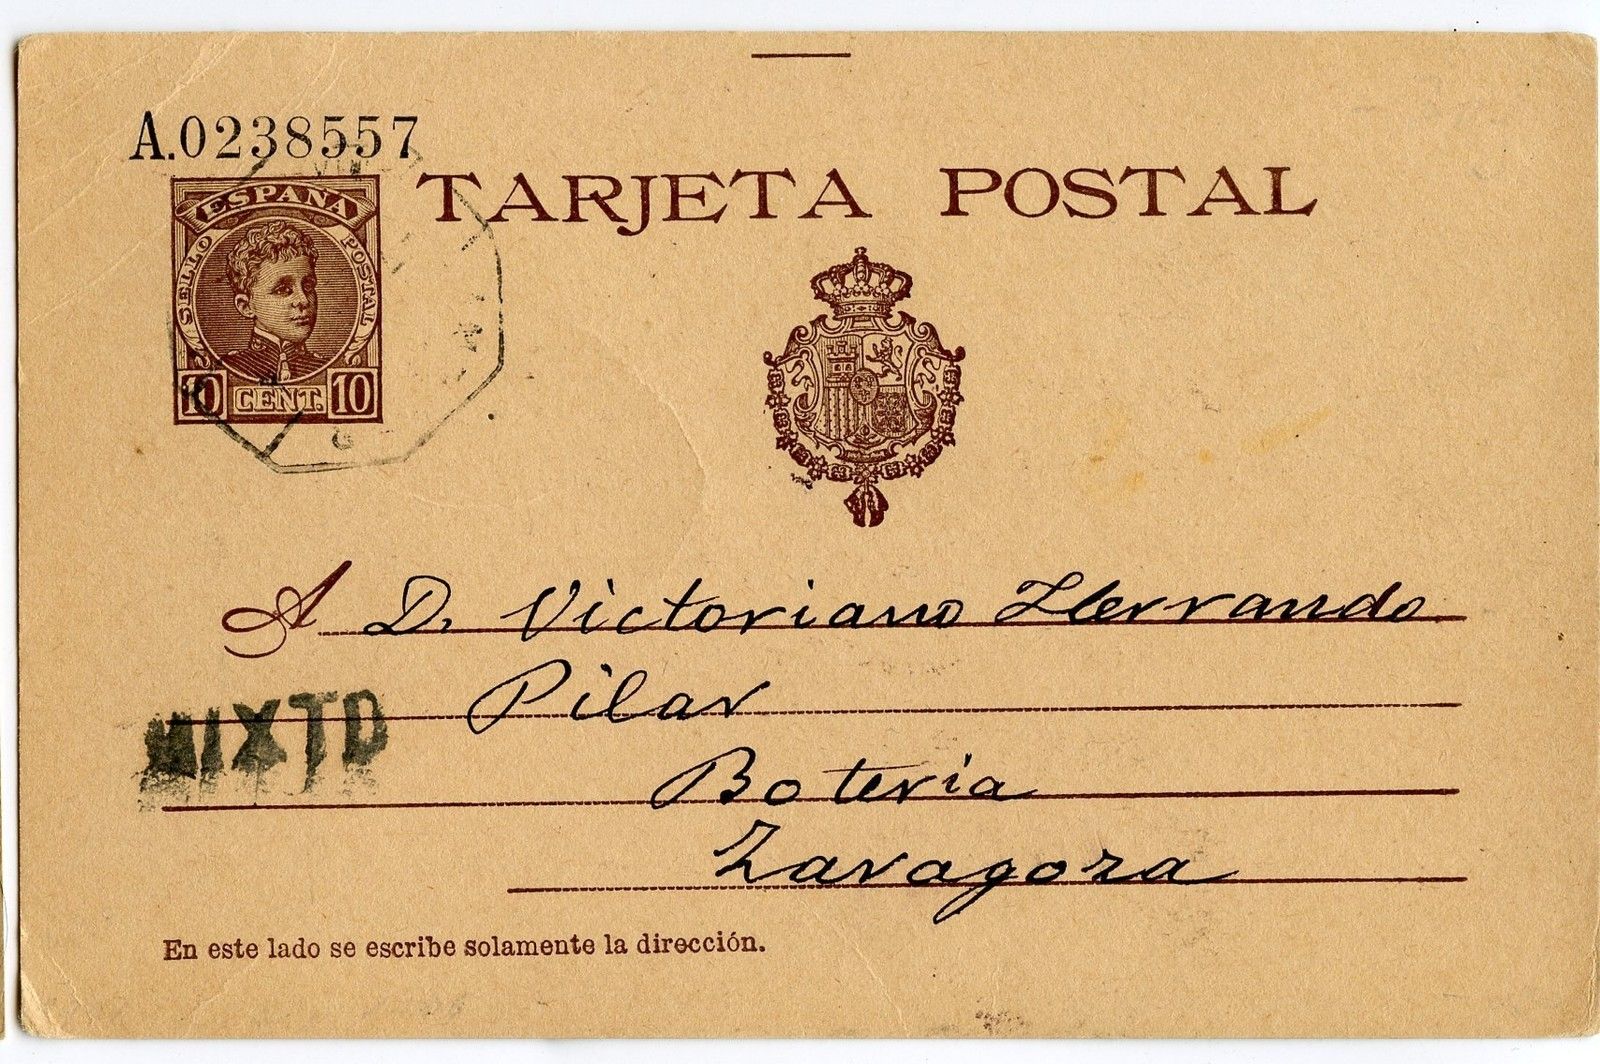 A.0238557
TARJETA POSTAL
ESPAÑA
SELLO POSTAL
10 CENT. 10
A D. Victoriano Herrando
Pilar
MIXTO
Boteria
Zaragoza
En este lado se escribe solamente la dirección.